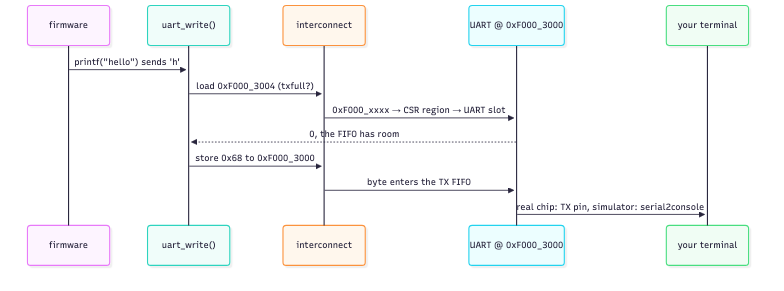 firmware
uart_write()
interconnect
UART @ 0xF000_3000
your terminal
printf("hello") sends 'h'
load 0xF000_3004 (txfull?)
0xF000_xxxx → CSR region → UART slot
0, the FIFO has room
store 0x68 to 0xF000_3000
byte enters the TX FIFO
real chip: TX pin, simulator: serial2console
firmware
uart_write()
interconnect
UART @ 0xF000_3000
your terminal